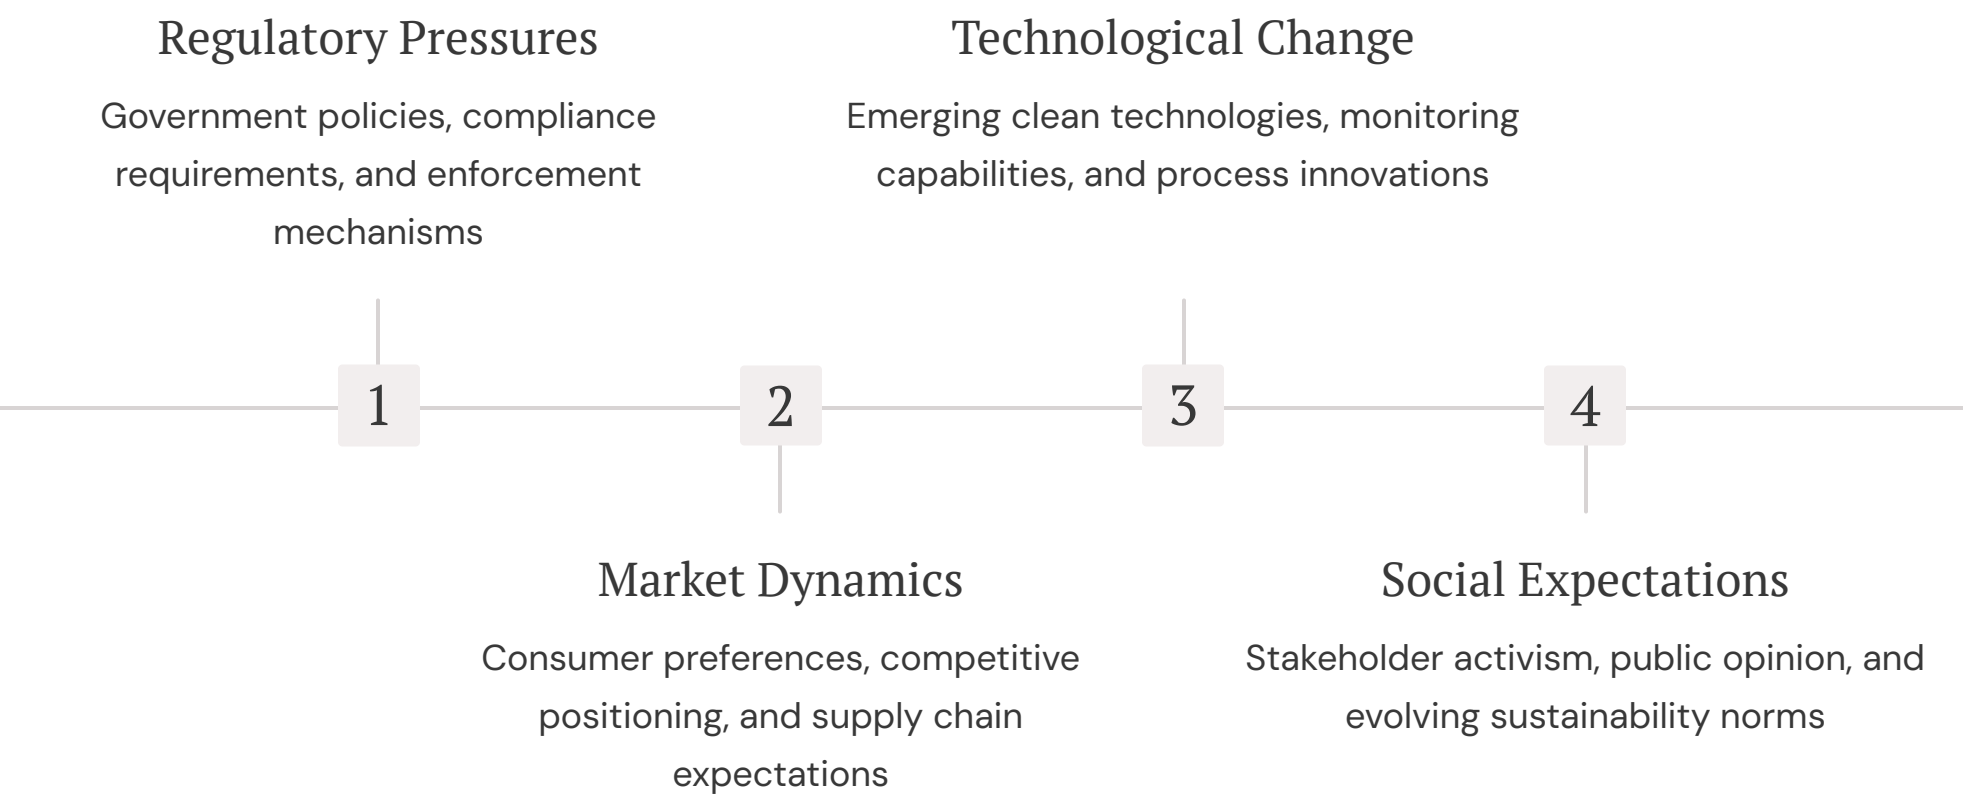 Regulatory Pressures
Government policies, compliance
requirements, and enforcement
mechanisms
Technological Change
Emerging clean technologies, monitoring
capabilities, and process innovations
1
2
3
4
Market Dynamics
Consumer preferences, competitive
positioning, and supply chain
expectations
Social Expectations
Stakeholder activism, public opinion, and
evolving sustainability norms